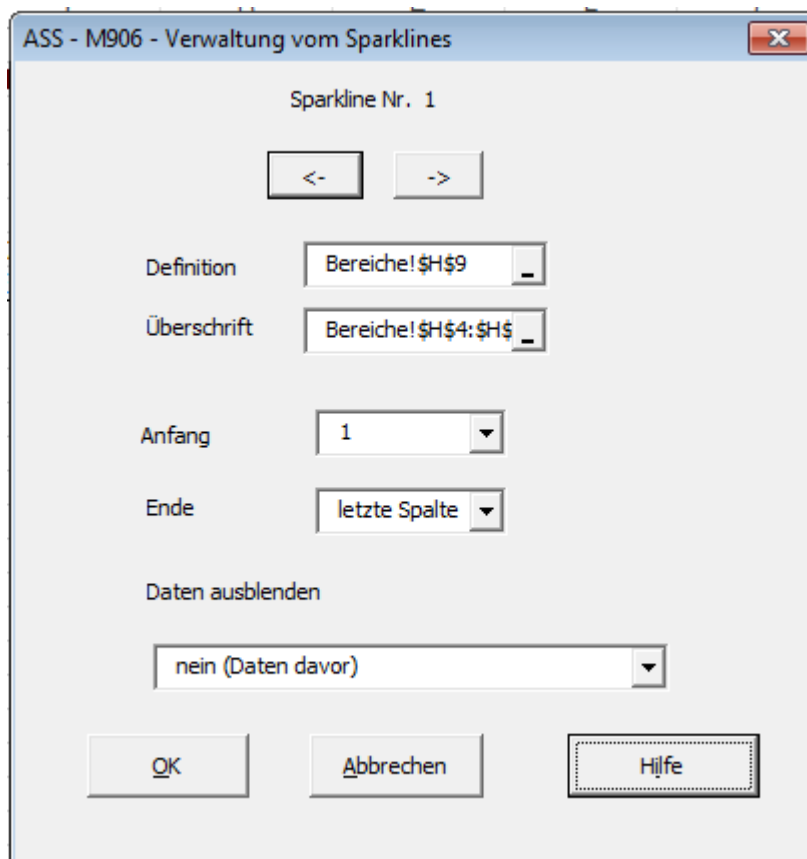 ASS - M906 - Verwaltung vom Sparklines
Sparkline Nr. 1
<- ->
Definition Bereiche!$H$9 _
Überschrift Bereiche!$H$4:$H$ _
Anfang 1
Ende letzte Spalte
Daten ausblenden
nein (Daten davor)
OK Abbrechen Hilfe